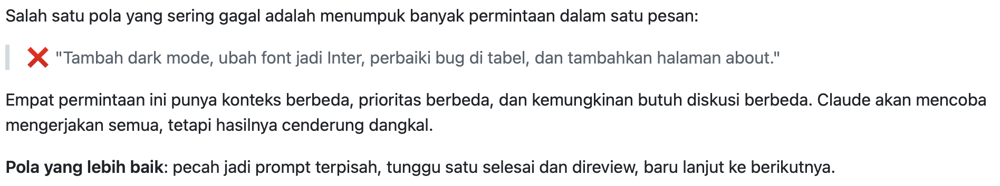 Salah satu pola yang sering gagal adalah menumpuk banyak permintaan dalam satu pesan:
❌ "Tambah dark mode, ubah font jadi Inter, perbaiki bug di tabel, dan tambahkan halaman about."
Empat permintaan ini punya konteks berbeda, prioritas berbeda, dan kemungkinan butuh diskusi berbeda. Claude akan mencoba
mengerjakan semua, tetapi hasilnya cenderung dangkal.
Pola yang lebih baik: pecah jadi prompt terpisah, tunggu satu selesai dan direview, baru lanjut ke berikutnya.